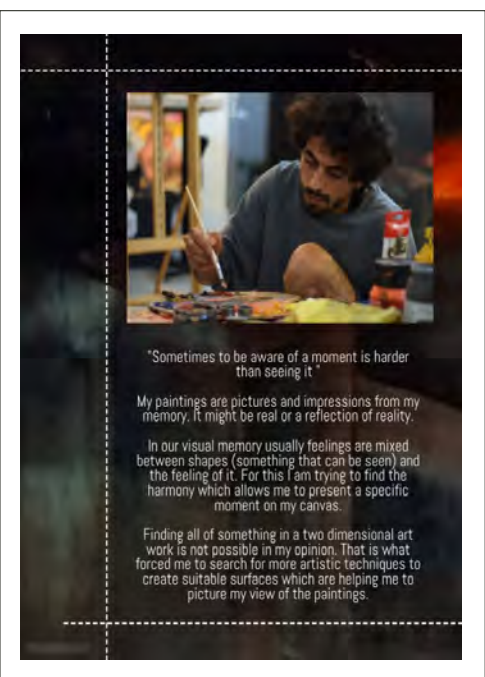 "Sometimes to be aware of a moment is harder
than seeing it "
My paintings are pictures and impressions from my
memory. It might be real or a reflection of reality.
In our visual memory usually feelings are mixed
between shapes (something that can be seen) and
the feeling of it. For this I am trying to find the
harmony which allows me to present a specific
moment on my canvas.
Finding all of something in a two dimensional art
work is not possible in my opinion. That is what
forced me to search for more artistic techniques to
create suitable surfaces which are helping me to
picture my view of the paintings.